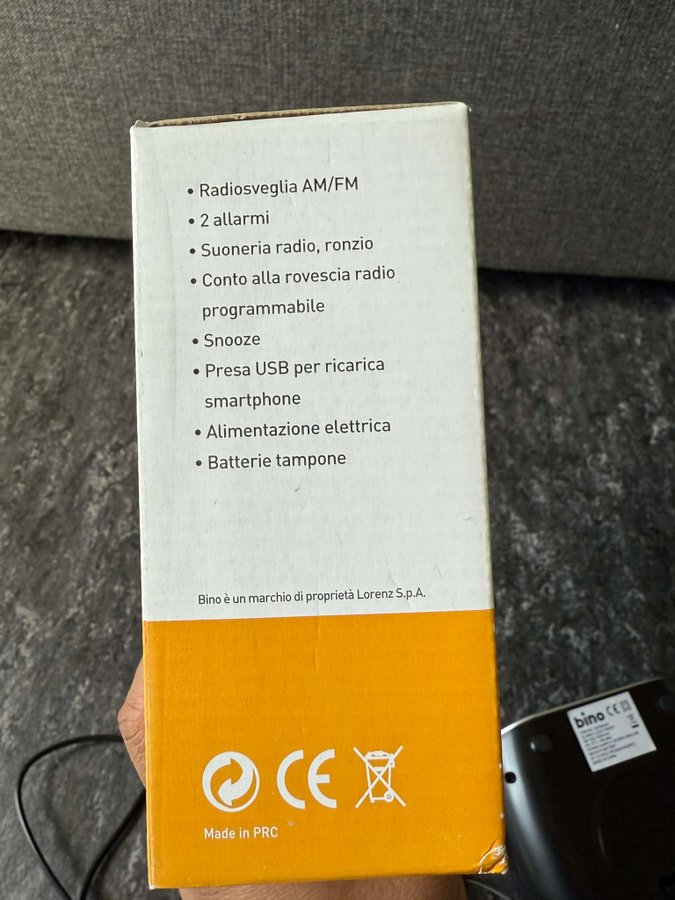 • Radiosveglia AM/FM
• 2 allarmi
• Suoneria radio, ronzio
• Conto alla rovescia radio
programmabile
• Snooze
• Presa USB per ricarica
smartphone
• Alimentazione elettrica
• Batterie tampone
Bino è un marchio di proprietà Lorenz S.p.A.
CE
Made in PRC
bino CE